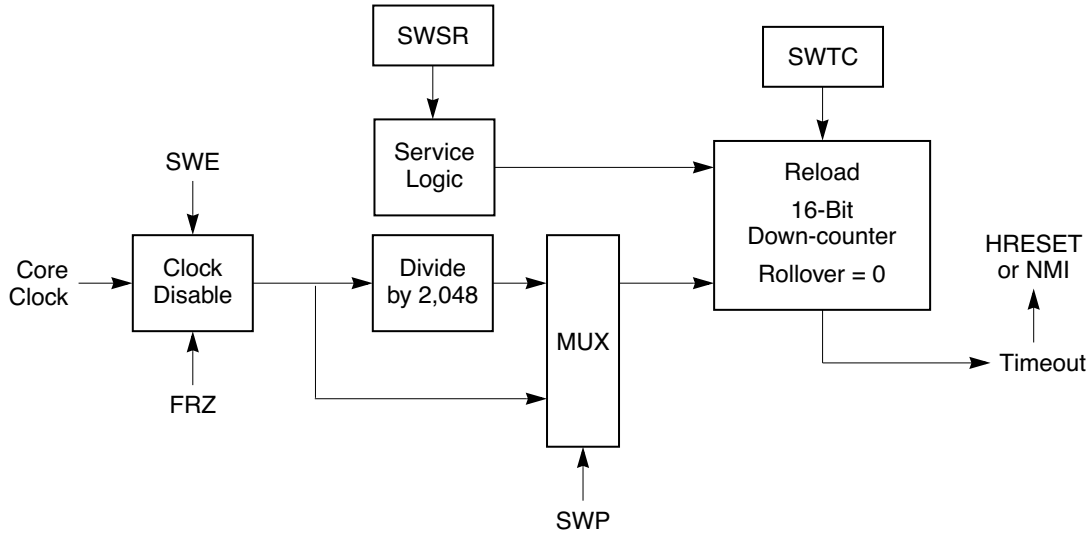 SWSR
SWTC
Service
Logic
Reload
16-Bit
Down-counter
Rollover = 0
SWE
HRESET
or NMI
Core
Clock
Clock
Disable
Divide
by 2,048
MUX
Timeout
FRZ
SWP